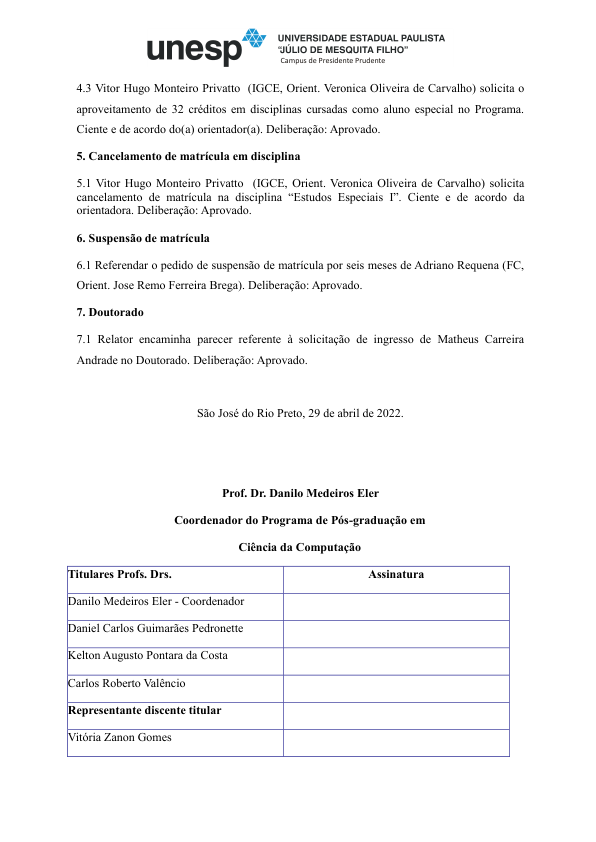 unesp
UNIVERSIDADE ESTADUAL PAULISTA
"JÚLIO DE MESQUITA FILHO"
Campus de Presidente Prudente
4.3 Vitor Hugo Monteiro Privatto (IGCE, Orient. Veronica Oliveira de Carvalho) solicita o
aproveitamento de 32 créditos em disciplinas cursadas como aluno especial no Programa.
Ciente e de acordo do(a) orientador(a). Deliberação: Aprovado.
5. Cancelamento de matrícula em disciplina
5.1 Vitor Hugo Monteiro Privatto (IGCE, Orient. Veronica Oliveira de Carvalho) solicita
cancelamento de matrícula na disciplina “Estudos Especiais I”. Ciente e de acordo da
orientadora. Deliberação: Aprovado.
6. Suspensão de matrícula
6.1 Referendar o pedido de suspensão de matrícula por seis meses de Adriano Requena (FC,
Orient. Jose Remo Ferreira Brega). Deliberação: Aprovado.
7. Doutorado
7.1 Relator encaminha parecer referente à solicitação de ingresso de Matheus Carreira
Andrade no Doutorado. Deliberação: Aprovado.
São José do Rio Preto, 29 de abril de 2022.
Prof. Dr. Danilo Medeiros Eler
Coordenador do Programa de Pós-graduação em
Ciência da Computação
Titulares Profs. Drs. Assinatura
Danilo Medeiros Eler - Coordenador
Daniel Carlos Guimarães Pedronette
Kelton Augusto Pontara da Costa
Carlos Roberto Valêncio
Representante discente titular
Vitória Zanon Gomes